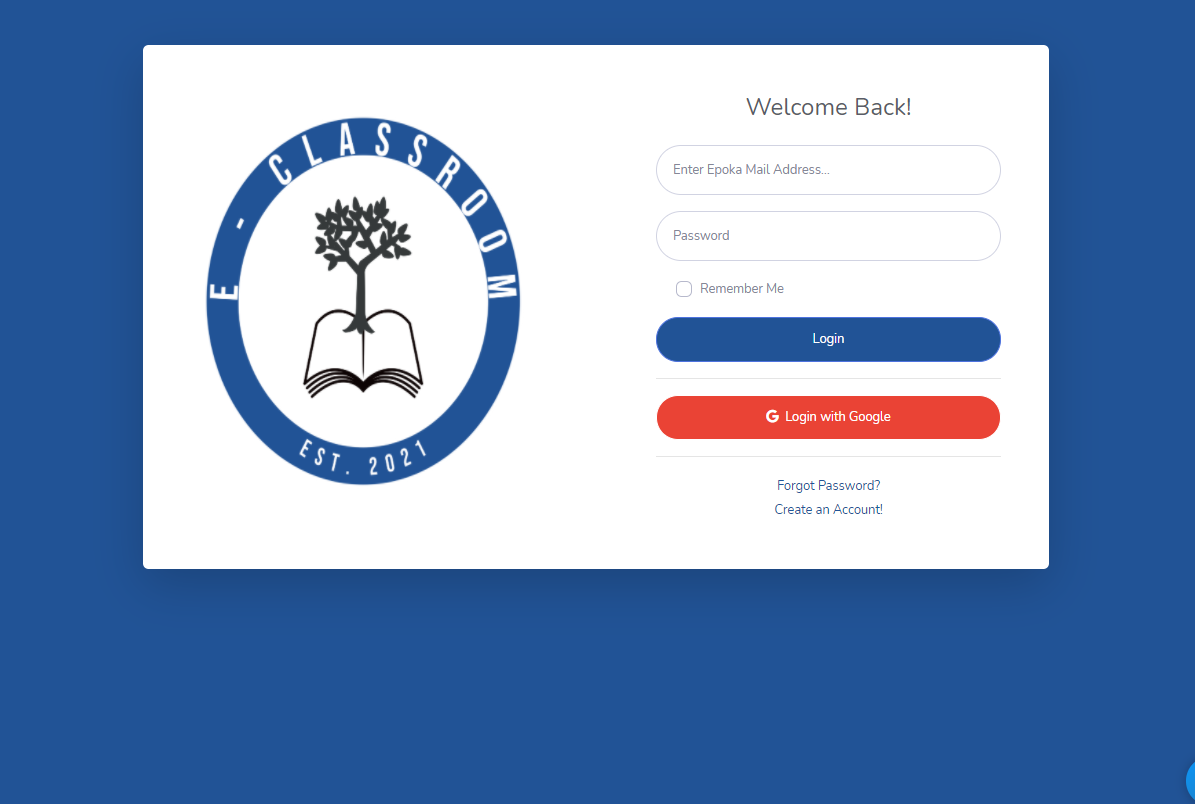 E - CLASSROOM
EST. 2021
Welcome Back!
Enter Epoka Mail Address...
Password
Remember Me
Login
G Login with Google
Forgot Password?
Create an Account!